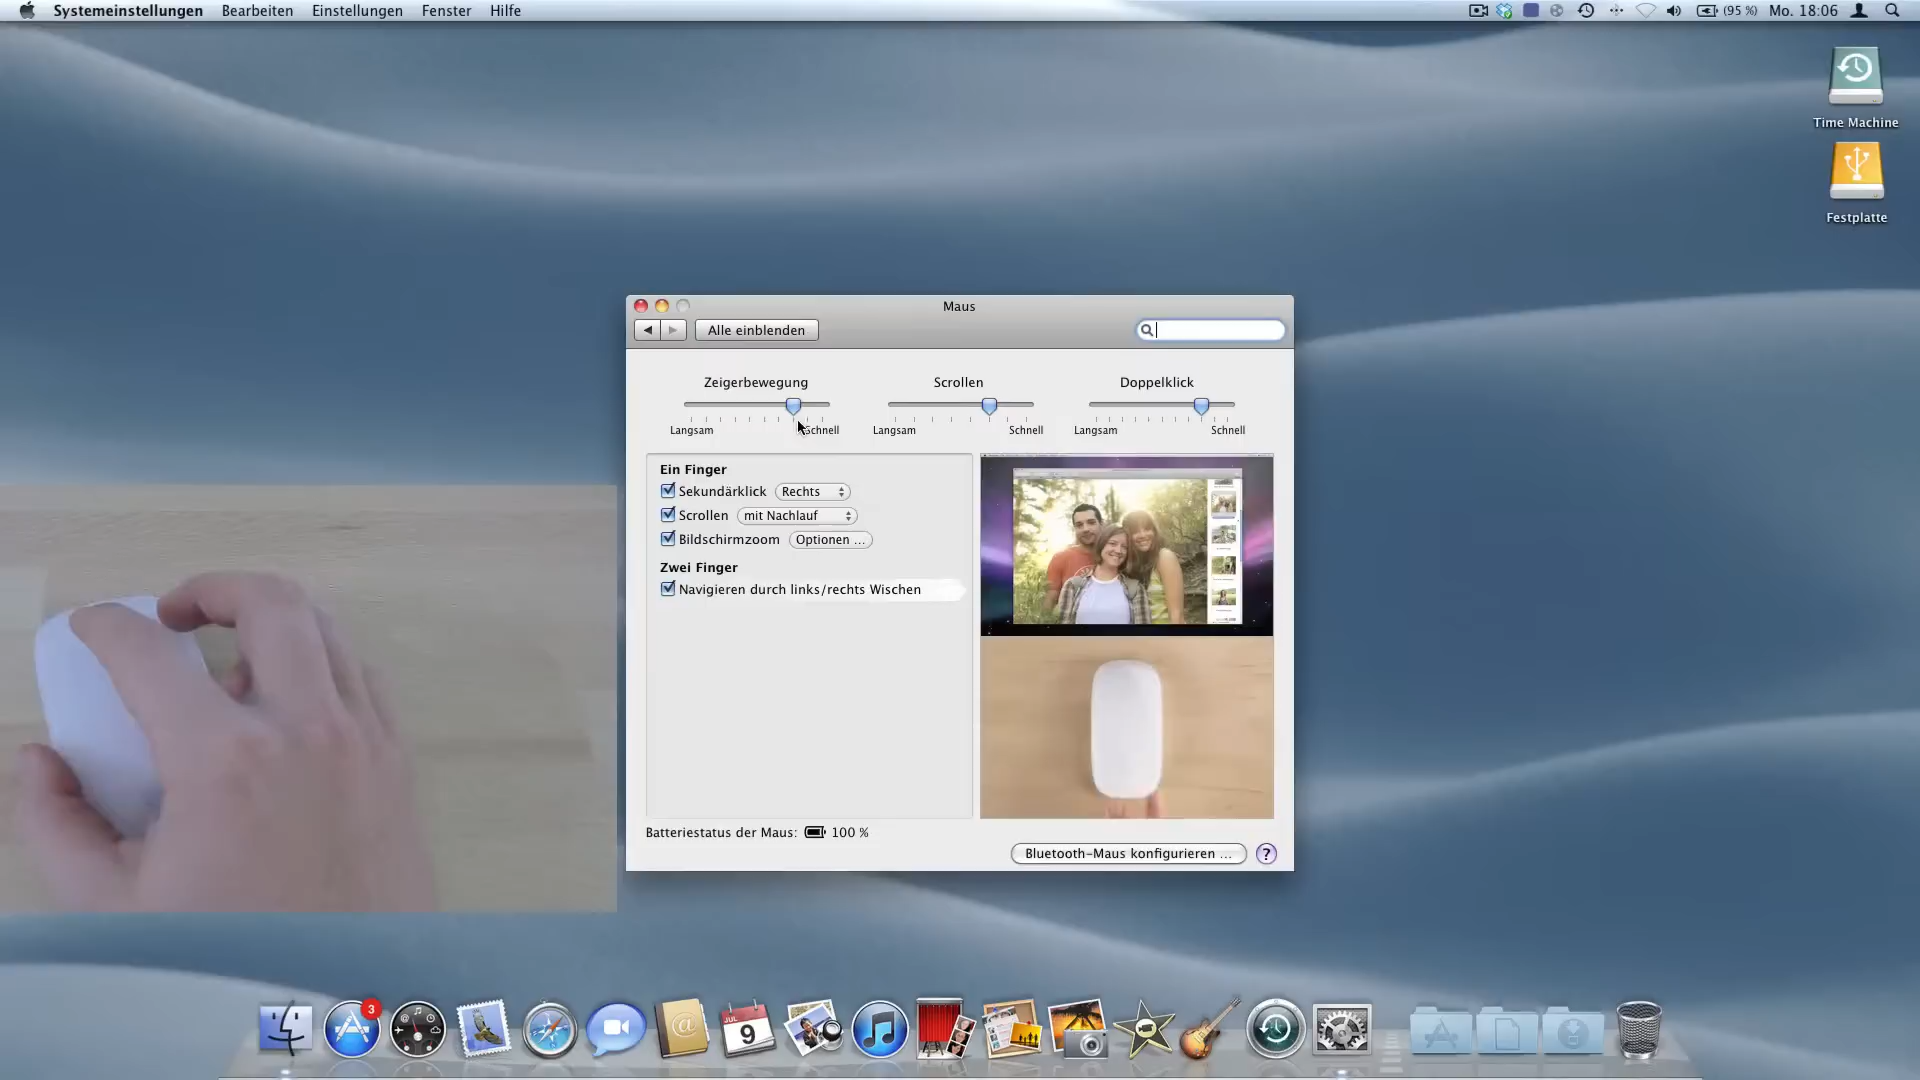 Systemeinstellungen Bearbeiten Einstellungen Fenster Hilfe
(95 %) Mo. 18:06
Time Machine
Festplatte
Maus
Alle einblenden
Zeigerbewegung Scrollen Doppelklick
Langsam Schnell Langsam Schnell Langsam Schnell
Ein Finger
Sekundärklick Rechts
Scrollen mit Nachlauf
Bildschirmzoom Optionen ...
Zwei Finger
Navigieren durch links/rechts Wischen
Batteriestatus der Maus: 100 %
Bluetooth-Maus konfigurieren ... ?
3
JUL
9